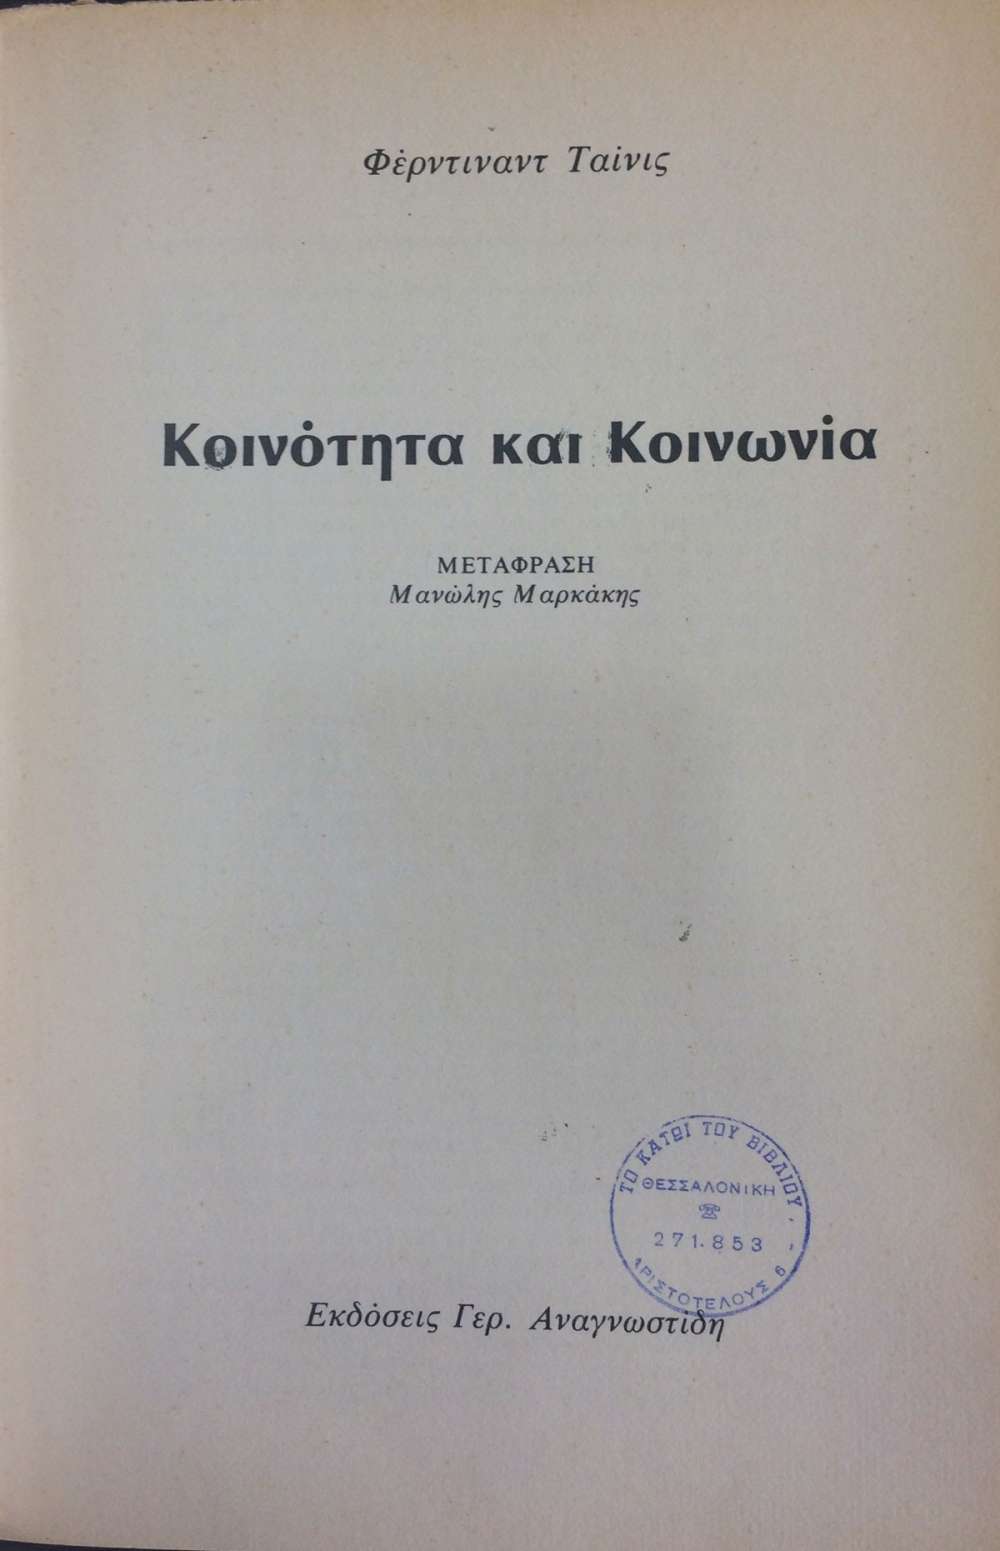 Φέρντιναντ Ταίνις
Κοινότητα και Κοινωνία
ΜΕΤΑΦΡΑΣΗ
Μανώλης Μαρκάκης
ΤΟ ΚΑΤΩΙ ΤΟΥ ΒΙΒΛΙΟΥ
ΘΕΣΣΑΛΟΝΙΚΗ
☎
271.853
ΑΡΙΣΤΟΤΕΛΟΥΣ 6
Εκδόσεις Γερ. Αναγνωστίδη